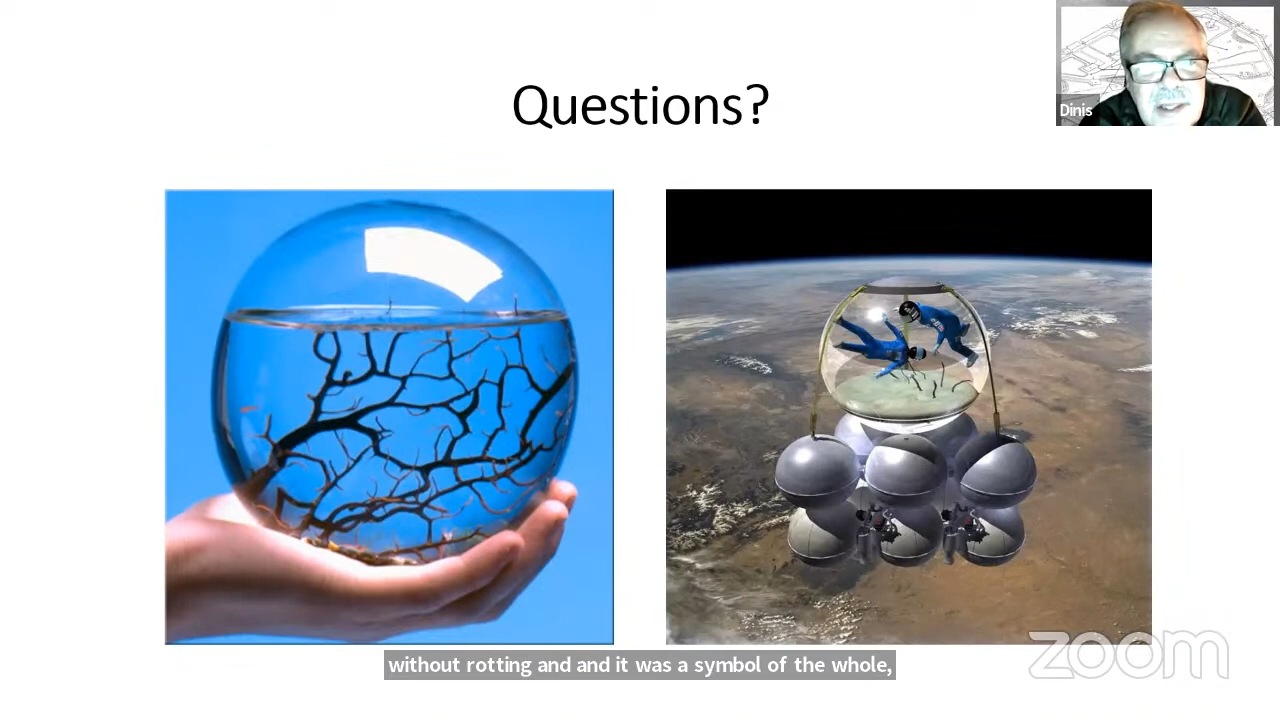 Questions?
Dinis
without rotting and and it was a symbol of the whole,
zoom